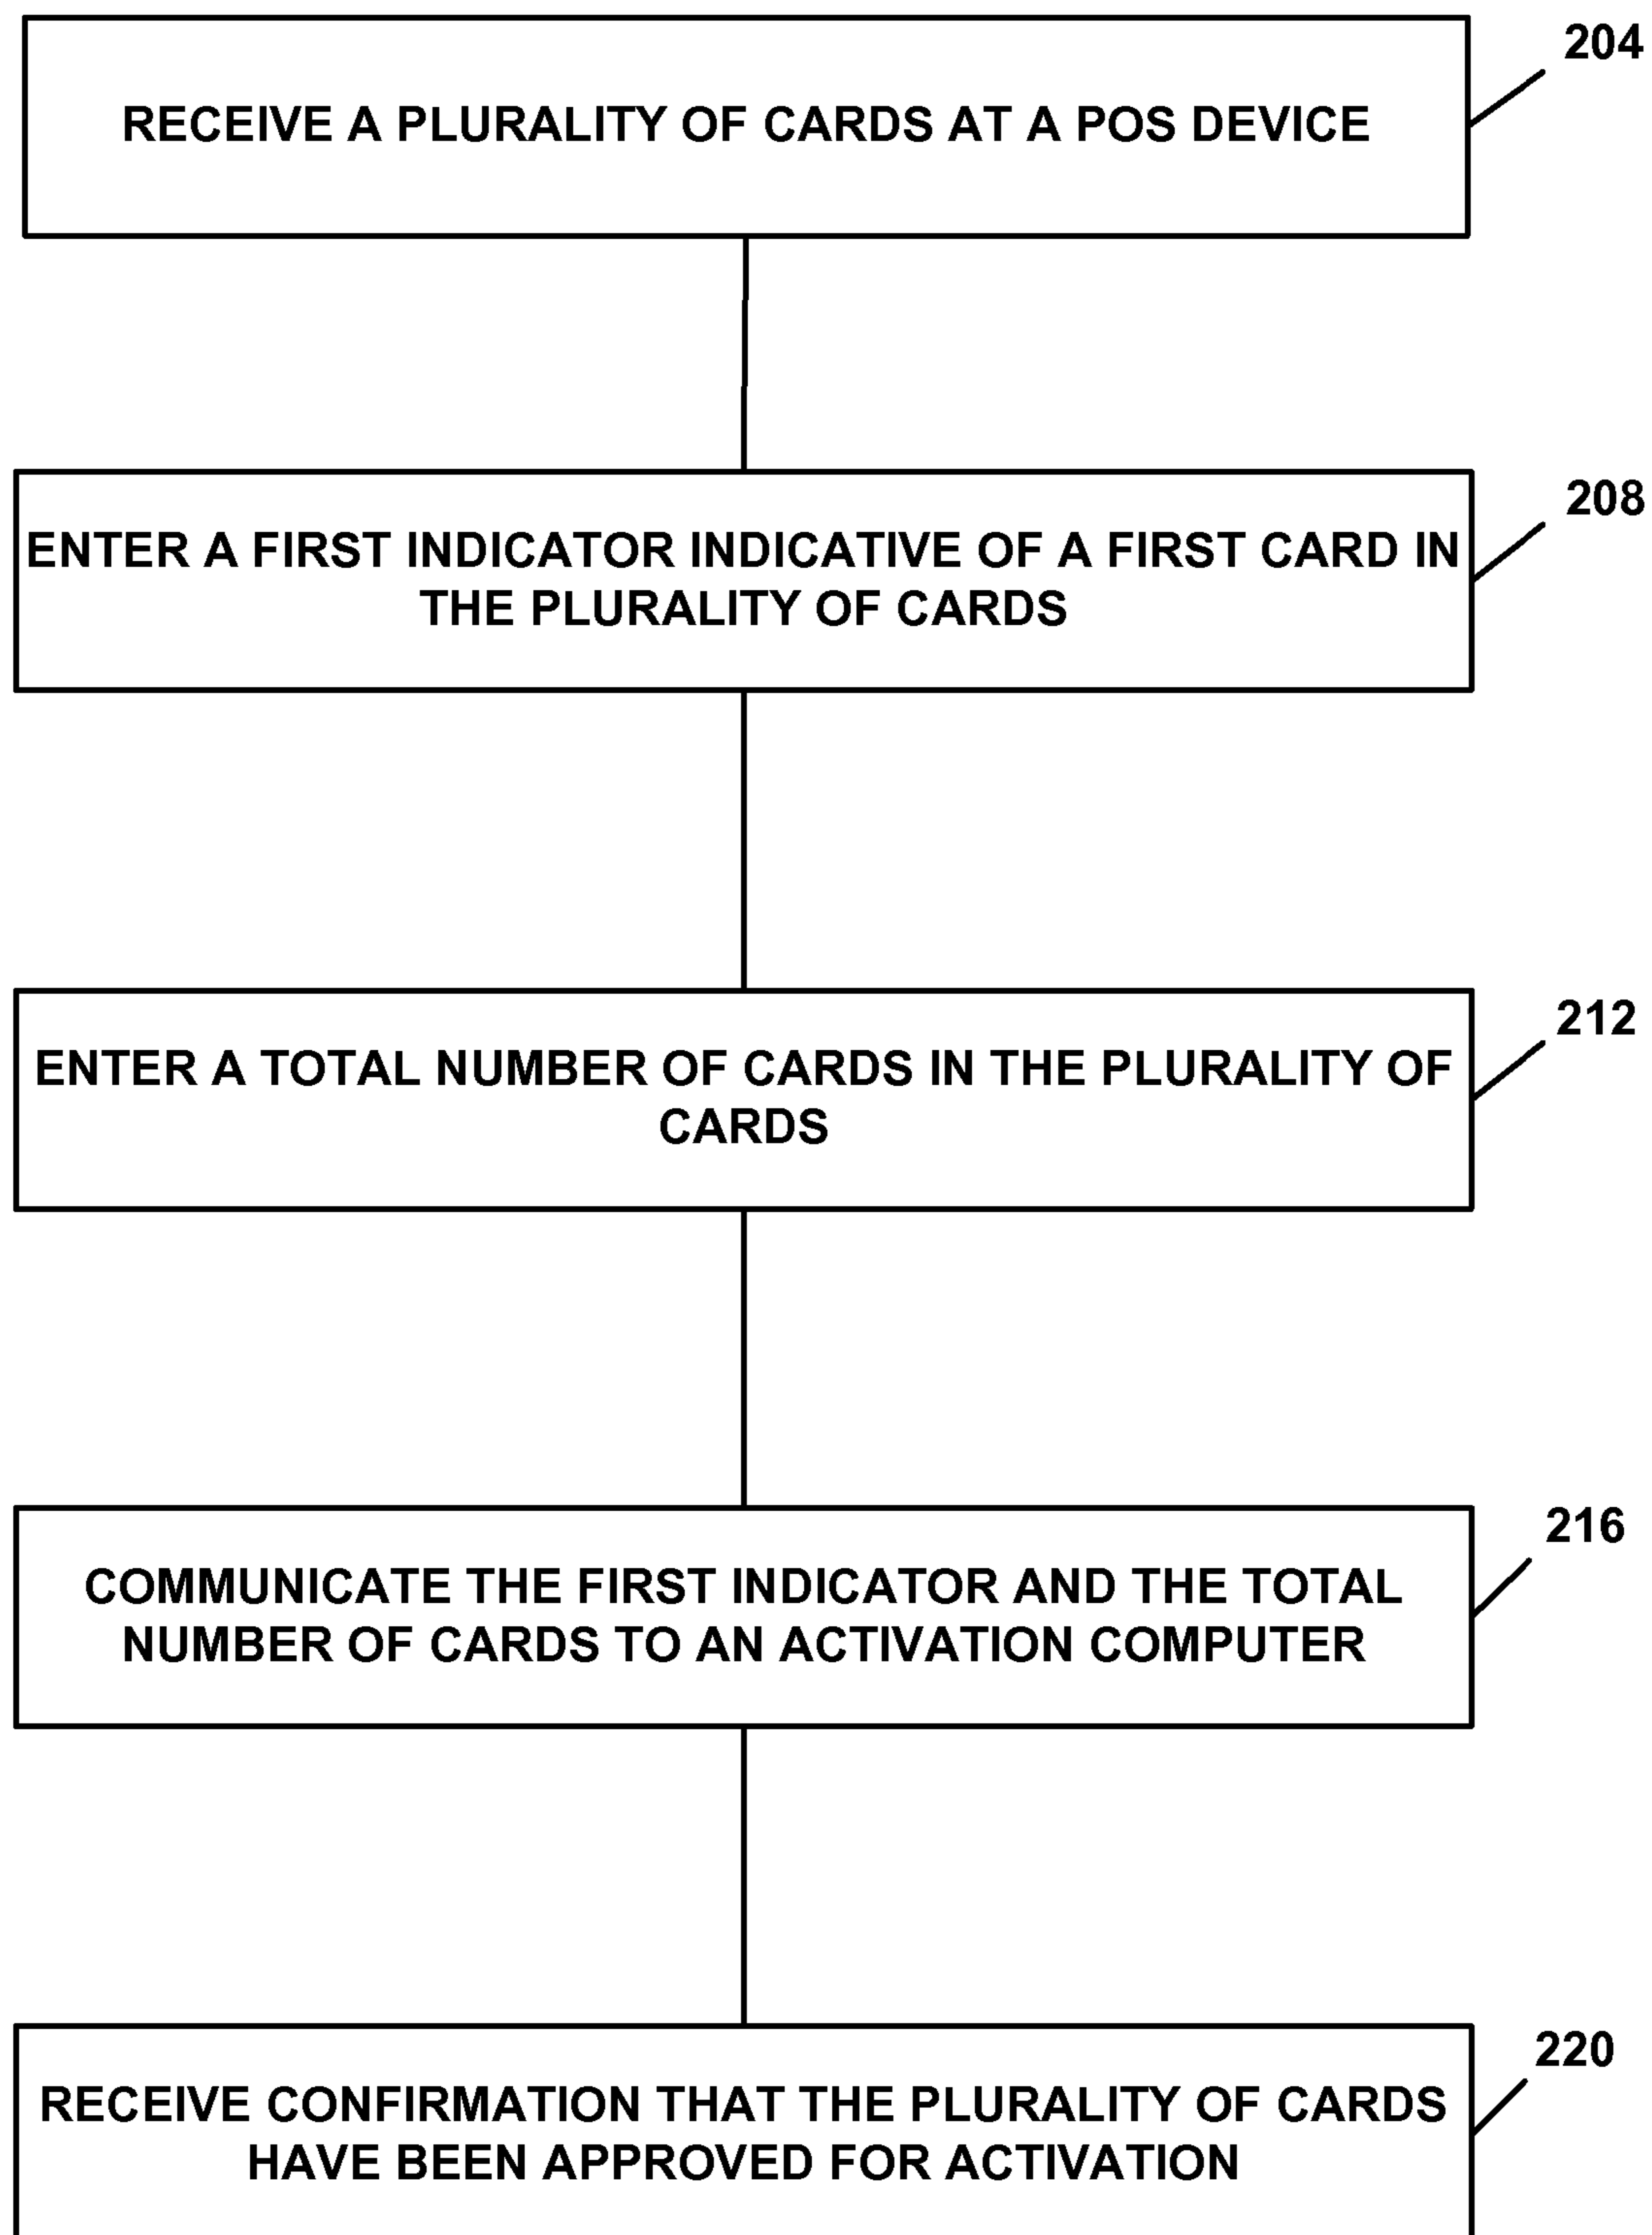 204
RECEIVE A PLURALITY OF CARDS AT A POS DEVICE
208
ENTER A FIRST INDICATOR INDICATIVE OF A FIRST CARD IN
THE PLURALITY OF CARDS
212
ENTER A TOTAL NUMBER OF CARDS IN THE PLURALITY OF
CARDS
216
COMMUNICATE THE FIRST INDICATOR AND THE TOTAL
NUMBER OF CARDS TO AN ACTIVATION COMPUTER
220
RECEIVE CONFIRMATION THAT THE PLURALITY OF CARDS
HAVE BEEN APPROVED FOR ACTIVATION